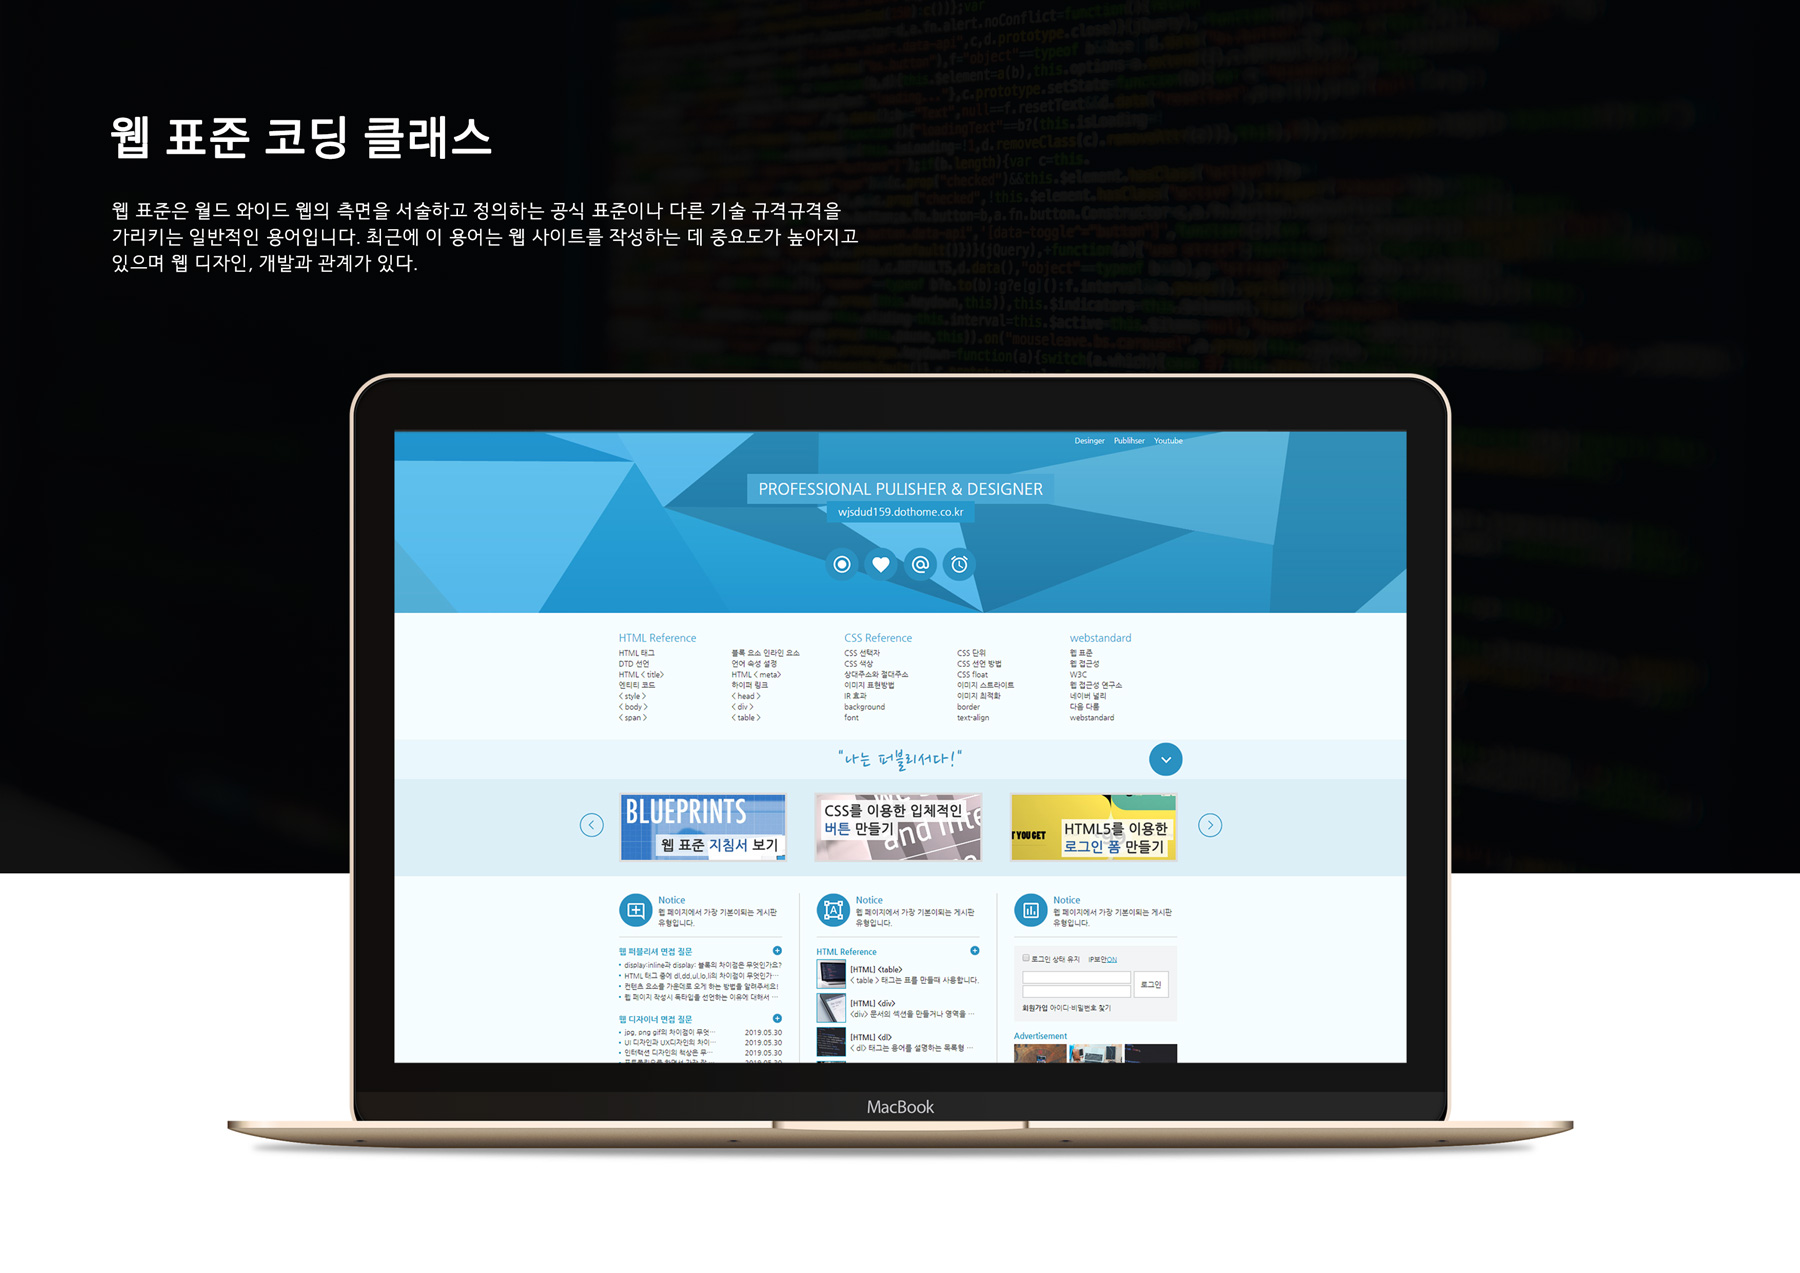 웹 표준 코딩 클래스
웹 표준은 월드 와이드 웹의 측면을 서술하고 정의하는 공식 표준이나 다른 기술 규격규격을
가리키는 일반적인 용어입니다. 최근에 이 용어는 웹 사이트를 작성하는 데 중요도가 높아지고
있으며 웹 디자인, 개발과 관계가 있다.
Desinger Publihser Youtube
PROFESSIONAL PULISHER & DESIGNER
wjsdud159.dothome.co.kr
HTML Reference
HTML 태그
DTD 선언
HTML < title>
엔티티 코드
< style >
< body >
< span >
블록 요소 인라인 요소
언어 속성 설정
HTML < meta>
하이퍼 링크
< head >
< div >
< table >
CSS Reference
CSS 선택자
CSS 색상
상대주소와 절대주소
이미지 표현방법
IR 효과
background
font
CSS 단위
CSS 선언 방법
CSS float
이미지 스트라이트
이미지 최적화
border
text-align
webstandard
웹 표준
웹 접근성
W3C
웹 접근성 연구소
네이버 널리
다음 다룸
webstandard
"나는 퍼블리셔다!"
BLUEPRINTS
웹 표준 지침서 보기
CSS를 이용한 입체적인
버튼 만들기
and inte
T YOU GET
HTML5를 이용한
로그인 폼 만들기
Notice
웹 페이지에서 가장 기본이되는 게시판
유형입니다.
웹 퍼블리셔 면접 질문
display:inline과 display: 블록의 차이점은 무엇인가요?
HTML 태그 중에 dl,dd,ul,lo,li의 차이점이 무엇인가…
컨텐츠 요소를 가운데로 오게 하는 방법을 알려주세요!
웹 페이지 작성시 독타입을 선언하는 이유에 대해서 …
웹 디자이너 면접 질문
jpg, png gif의 차이점이 무엇… 2019.05.30
UI 디자인과 UX디자인의 차이… 2019.05.30
인터랙션 디자인의 핵상은 무… 2019.05.30
Notice
웹 페이지에서 가장 기본이되는 게시판
유형입니다.
HTML Reference
[HTML] <table>
< table > 태그는 표를 만들때 사용합니다.
[HTML] <div>
<div> 문서의 섹션을 만들거나 영역을 …
[HTML] <dl>
< dl> 태그는 용어를 설명하는 목록형 …
Notice
웹 페이지에서 가장 기본이되는 게시판
유형입니다.
로그인 상태 유지 IP보안ON
로그인
회원가입 아이디·비밀번호 찾기
Advertisement
MacBook